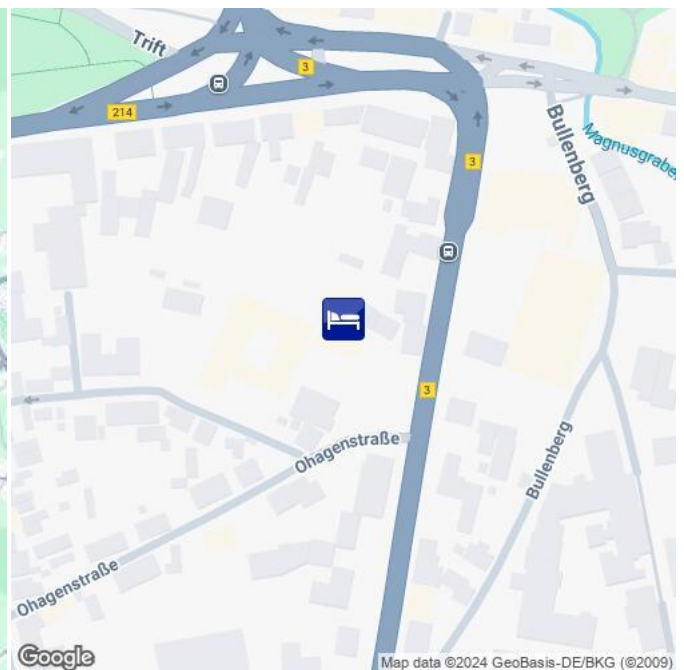 Trift
3
214
3
Bullenberg
Magnusgraben
3
Bullenberg
Ohagenstraße
Ohagenstraße
Google
Map data ©2024 GeoBasis-DE/BKG (©2009)